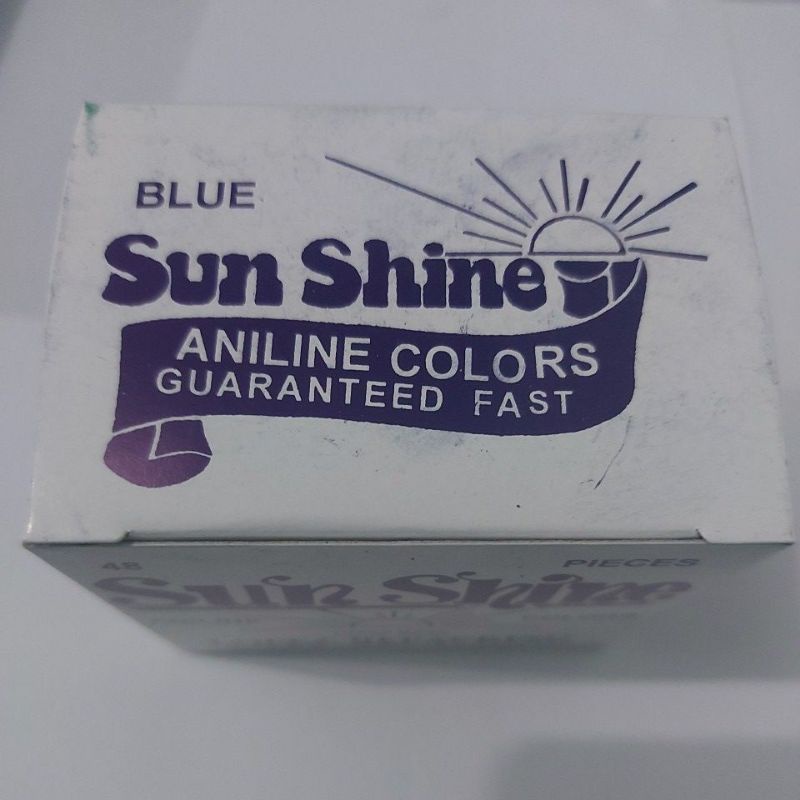 BLUE
Sun Shine
ANILINE COLORS
GUARANTEED FAST
48 PIECES
Sun Shine